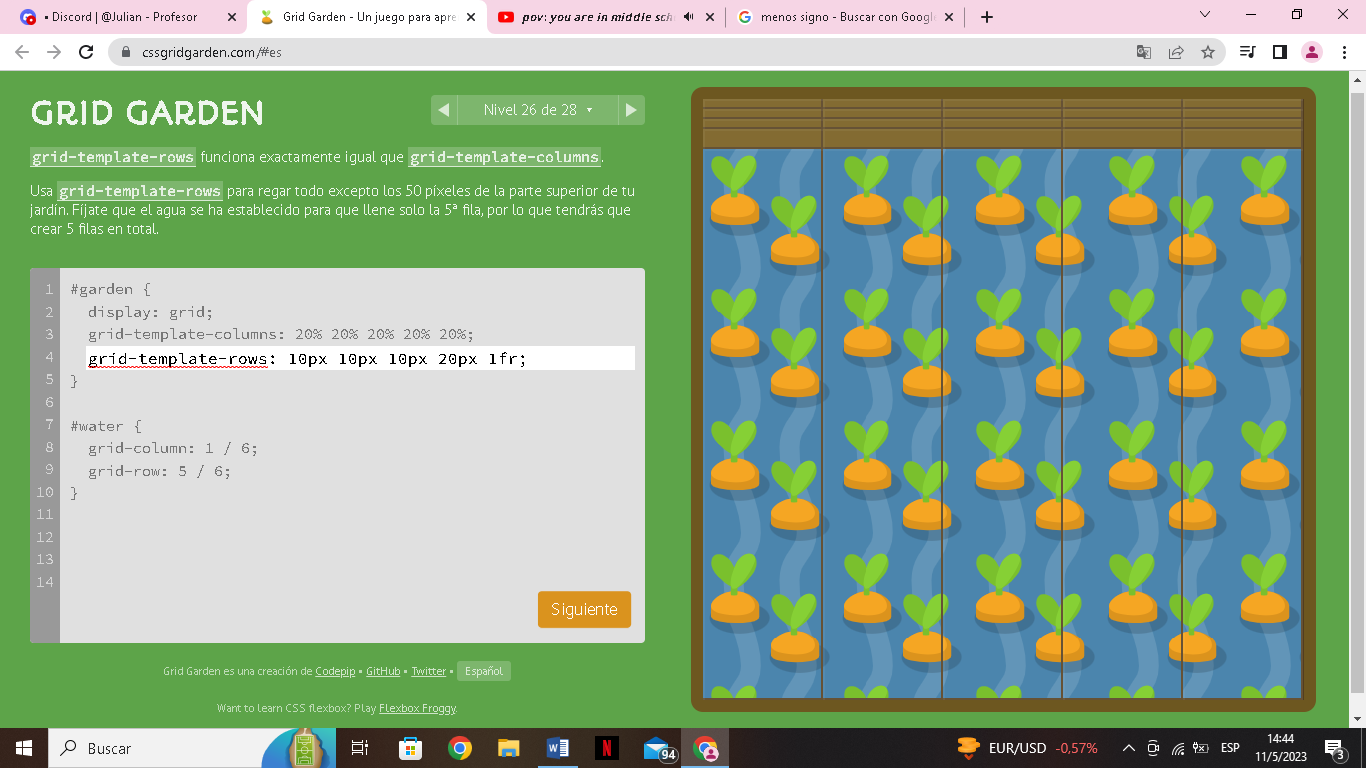 • Discord | @Julian - Profesor
Grid Garden - Un juego para apre
pov: you are in middle sch
menos signo - Buscar con Googl
cssgridgarden.com/#es
GRID GARDEN
Nivel 26 de 28
grid-template-rows funciona exactamente igual que grid-template-columns.
Usa grid-template-rows para regar todo excepto los 50 píxeles de la parte superior de tu
jardín. Fíjate que el agua se ha establecido para que llene solo la 5ª fila, por lo que tendrás que
crear 5 filas en total.
1 #garden {
2 display: grid;
3 grid-template-columns: 20% 20% 20% 20% 20%;
4 grid-template-rows: 10px 10px 10px 20px 1fr;
5 }
6
7 #water {
8 grid-column: 1 / 6;
9 grid-row: 5 / 6;
10 }
11
12
13
14
Siguiente
Grid Garden es una creación de Codepip • GitHub • Twitter • Español
Want to learn CSS flexbox? Play Flexbox Froggy.
Buscar
94
EUR/USD -0,57%
ESP
14:44
11/5/2023
3